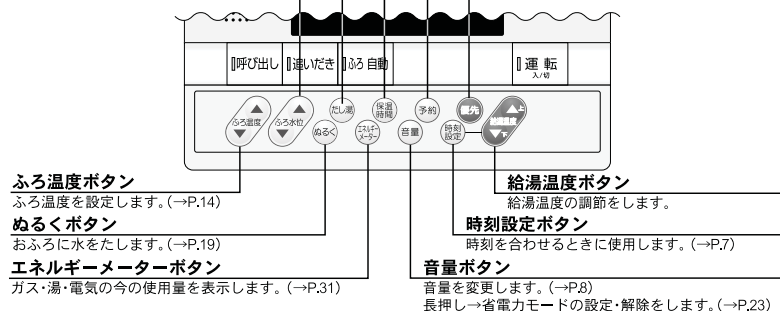 呼び出し 追いだき ふろ 自動 運転
入/切
たし湯 保温時間 予約 優先 上
ふろ温度 ふろ水位 給湯温度
ぬるく エネルギーメーター 音量 時刻設定 下
ふろ温度ボタン
ふろ温度を設定します。(→P.14)
ぬるくボタン
おふろに水をたします。(→P.19)
エネルギーメーターボタン
ガス・湯・電気の今の使用量を表示します。(→P.31)
給湯温度ボタン
給湯温度の調節をします。
時刻設定ボタン
時刻を合わせるときに使用します。(→P.7)
音量ボタン
音量を変更します。(→P.8)
長押し→省電力モードの設定・解除をします。(→P.23)